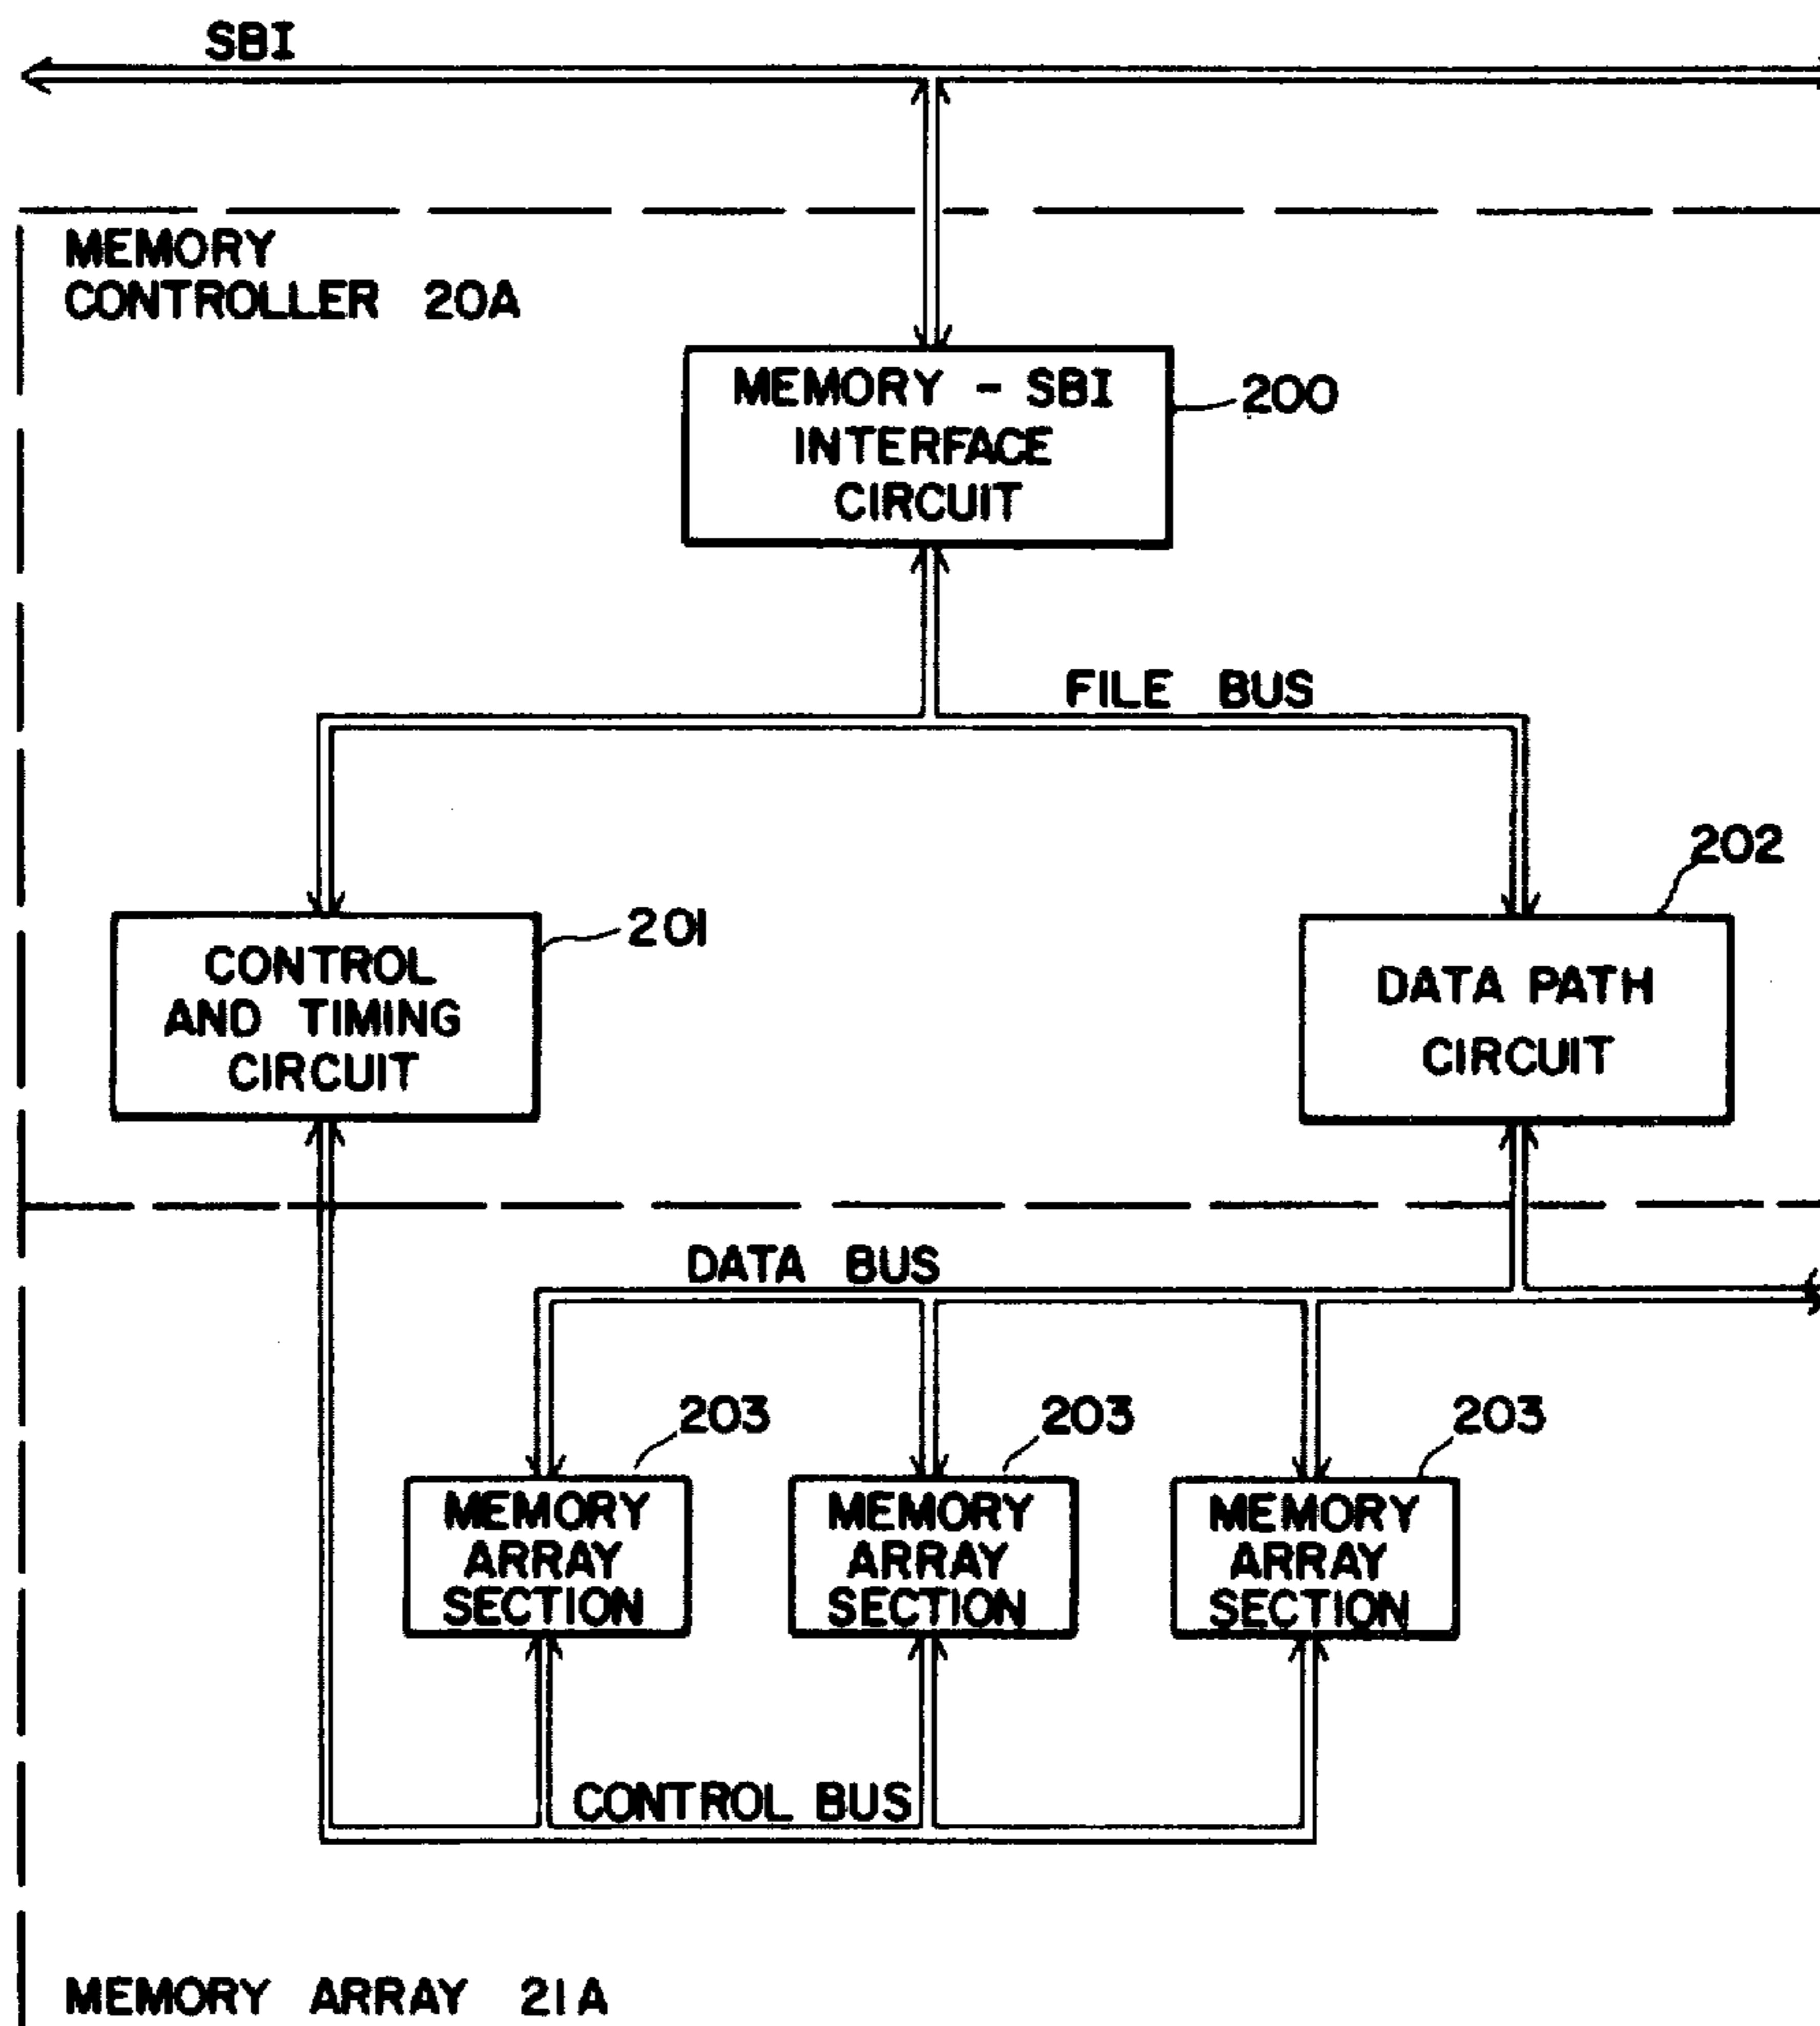 SBI
MEMORY
CONTROLLER 20A
MEMORY - SBI
INTERFACE
CIRCUIT
200
FILE BUS
202
201
CONTROL
AND TIMING
CIRCUIT
DATA PATH
CIRCUIT
DATA BUS
203
203
203
MEMORY
ARRAY
SECTION
MEMORY
ARRAY
SECTION
MEMORY
ARRAY
SECTION
CONTROL BUS
MEMORY ARRAY 21A